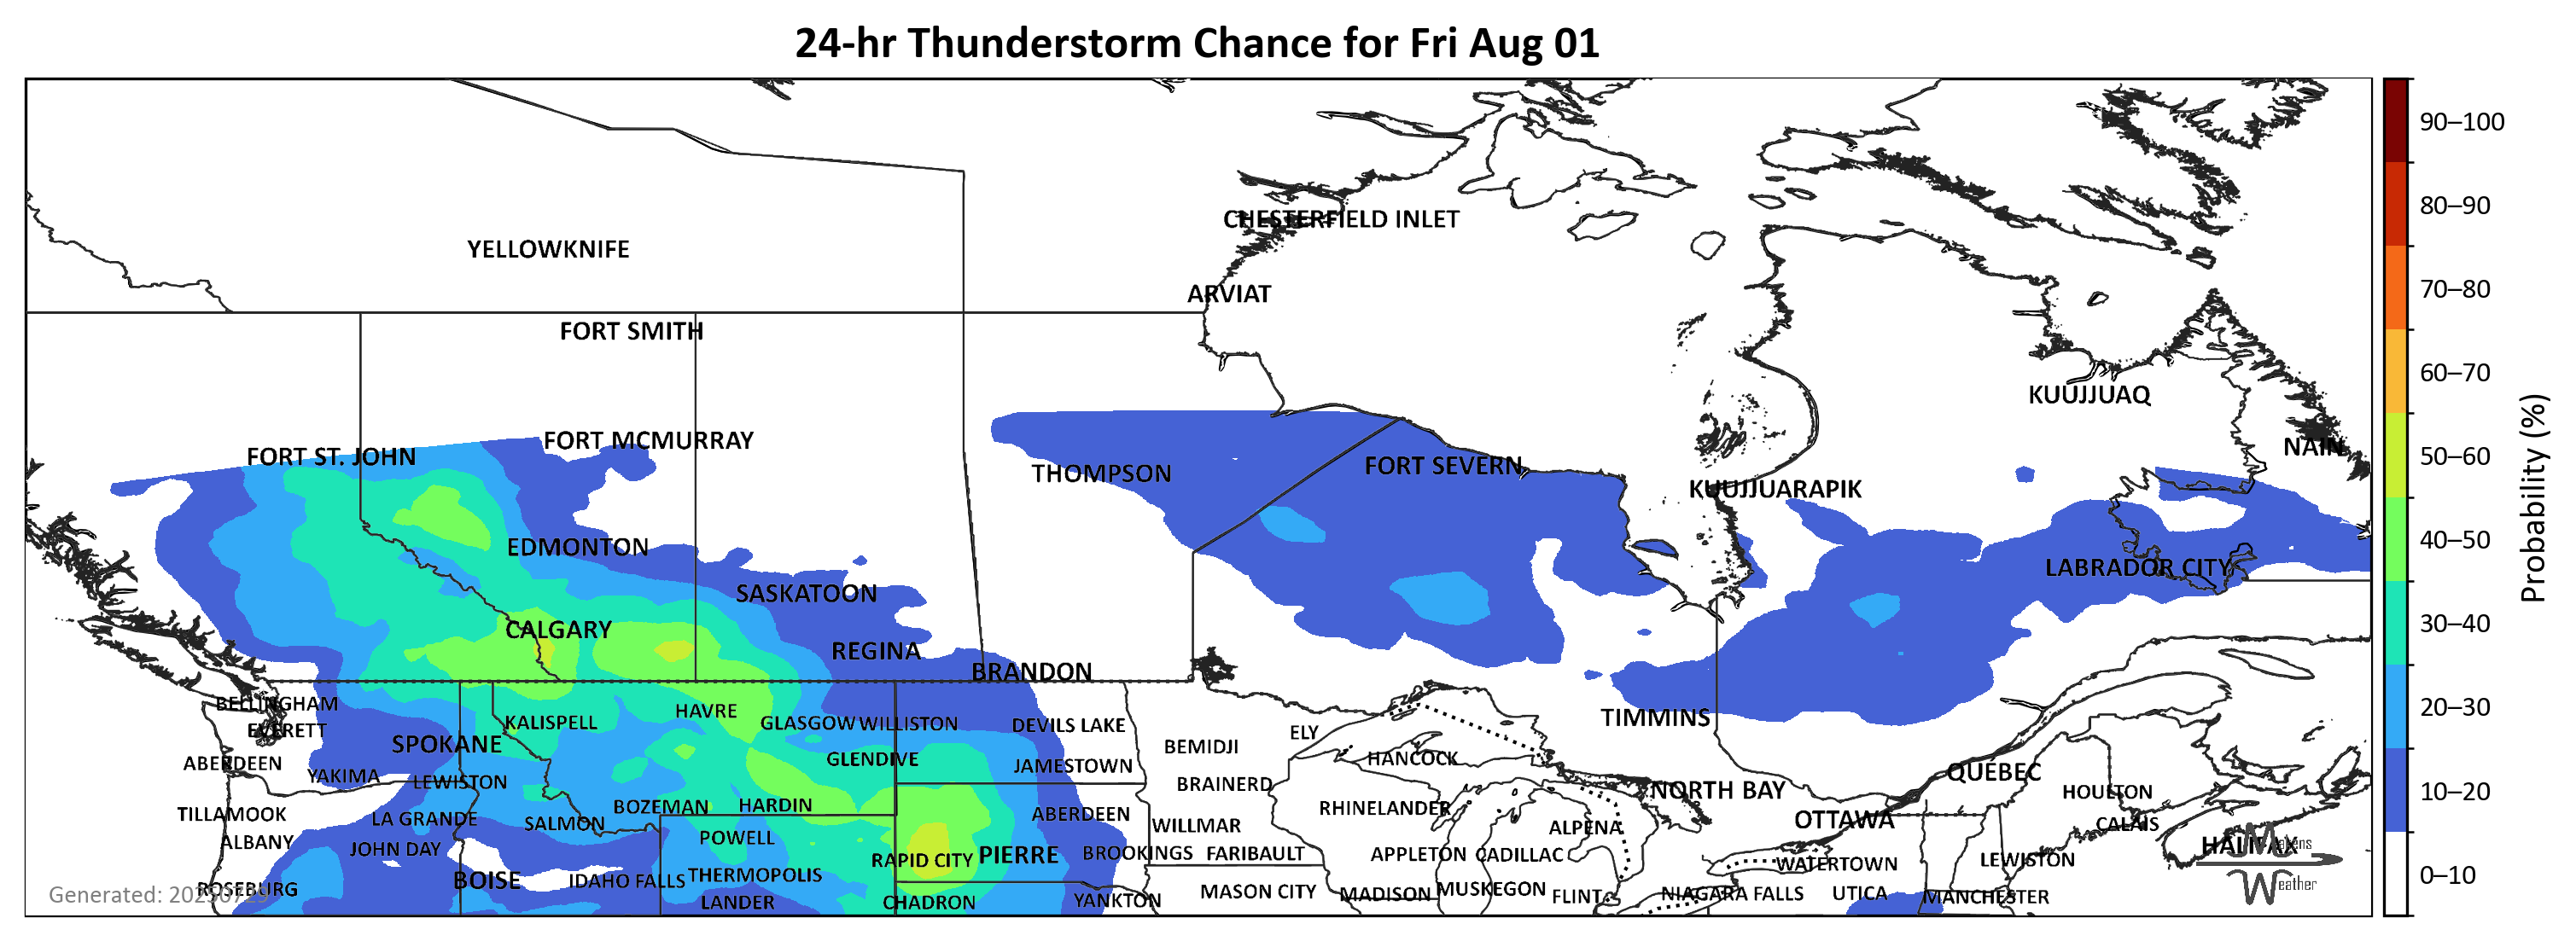 24-hr Thunderstorm Chance for Fri Aug 01
90–100
80–90
CHESTERFIELD INLET
YELLOWKNIFE
ARVIAT
70–80
FORT SMITH
60–70
KUUJJUAQ
FORT MCMURRAY
NAIN
FORT ST. JOHN
50–60
FORT SEVERN
THOMPSON
KUUJJUARAPIK
Probability (%)
40–50
EDMONTON
LABRADOR CITY
SASKATOON
30–40
CALGARY
REGINA
BRANDON
BELLINGHAM
20–30
HAVRE
TIMMINS
KALISPELL
GLASGOW WILLISTON
DEVILS LAKE
EVERETT
ELY
SPOKANE
BEMIDJI
GLENDIVE
HANCOCK
ABERDEEN
JAMESTOWN
QUÉBEC
YAKIMA
LEWISTON
BRAINERD
NORTH BAY
10–20
HOULTON
BOZEMAN
HARDIN
RHINELANDER
TILLAMOOK
ABERDEEN
LA GRANDE
OTTAWA
SALMON
WILLMAR
ALPENA
CALAIS
POWELL
ALBANY
HALIFAX
JOHN DAY
BROOKINGS
FARIBAULT
APPLETON
CADILLAC
RAPID CITY
PIERRE
LEWISTON
WATERTOWN
BOISE
IDAHO FALLS
THERMOPOLIS
0–10
ROSEBURG
MASON CITY
MADISON
MUSKEGON
FLINT
NIAGARA FALLS
UTICA
MANCHESTER
LANDER
CHADRON
YANKTON
Generated: 20250729
Weather